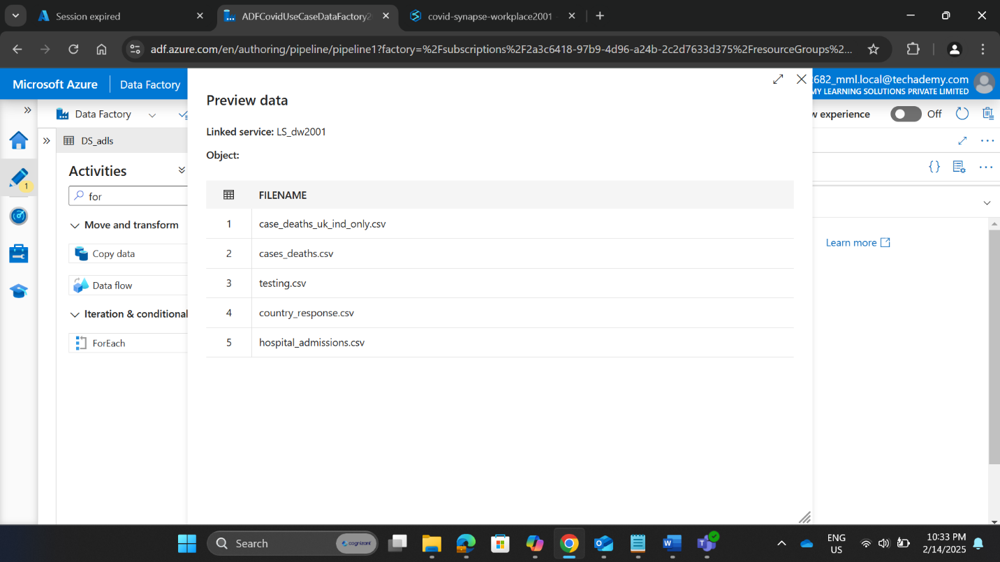 Session expired
ADFCovidUseCaseDataFactory2
covid-synapse-workplace2001
adf.azure.com/en/authoring/pipeline/pipeline1?factory=%2Fsubscriptions%2F2a3c6418-97b9-4d96-a24b-2c2d7633d375%2FresourceGroups%2...
Microsoft Azure
Data Factory
682_mml.local@techademy.com
MY LEARNING SOLUTIONS PRIVATE LIMITED
Data Factory
w experience
Off
DS_adls
1
Activities
for
Move and transform
Copy data
Data flow
Iteration & conditional
ForEach
Preview data
Linked service: LS_dw2001
Object:
FILENAME
1 case_deaths_uk_ind_only.csv
2 cases_deaths.csv
3 testing.csv
4 country_response.csv
5 hospital_admissions.csv
Learn more
Search
cognizant
ENG
US
10:33 PM
2/14/2025